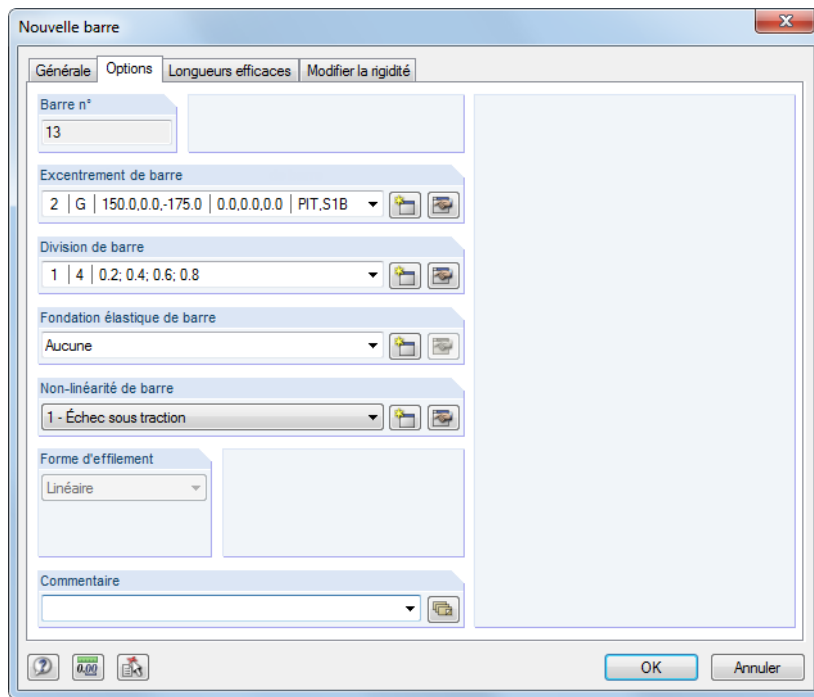 Nouvelle barre
Générale Options Longueurs efficaces Modifier la rigidité
Barre n°
13
Excentrement de barre
2 | G | 150.0,0.0,-175.0 | 0.0,0.0,0.0 | PIT,S1B
Division de barre
1 | 4 | 0.2; 0.4; 0.6; 0.8
Fondation élastique de barre
Aucune
Non-linéarité de barre
1 - Échec sous traction
Forme d'effilement
Linéaire
Commentaire
0.00
OK Annuler